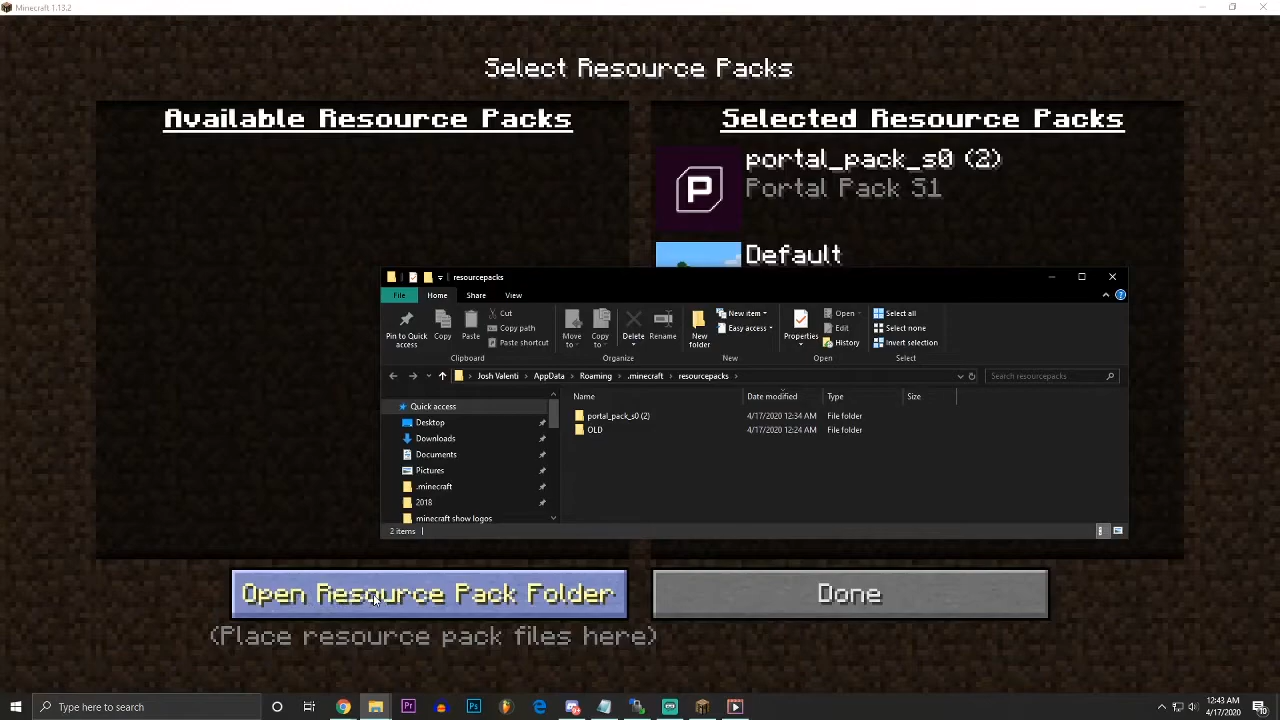 Minecraft 1.13.2
Select Resource Packs
Available Resource Packs
Selected Resource Packs
P
portal_pack_s0 (2)
Portal Pack S1
Default
resourcepacks
File Home Share View
Pin to Quick access
Copy
Paste
Cut
Copy path
Paste shortcut
Clipboard
Move to
Copy to
Delete
Rename
Organize
New folder
New item
Easy access
New
Properties
Open
Edit
History
Open
Select all
Select none
Invert selection
Select
Josh Valenti > AppData > Roaming > .minecraft > resourcepacks >
Search resourcepacks
Name Date modified Type Size
portal_pack_s0 (2) 4/17/2020 12:34 AM File folder
OLD 4/17/2020 12:24 AM File folder
Quick access
Desktop
Downloads
Documents
Pictures
.minecraft
2018
minecraft show logos
2 items
Open Resource Pack Folder
Done
(Place resource pack files here)
Type here to search
Pr
Ps
12:43 AM
4/17/2020